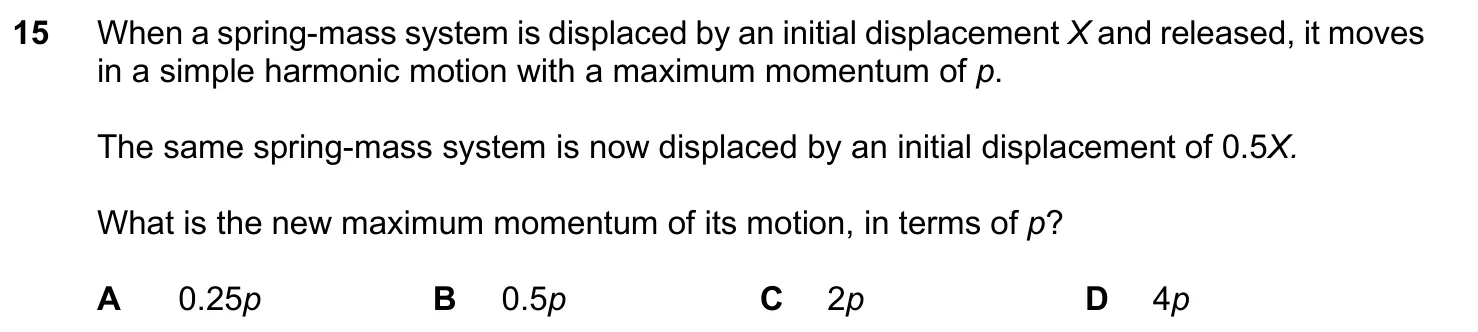 15 When a spring-mass system is displaced by an initial displacement X and released, it moves
in a simple harmonic motion with a maximum momentum of p.
The same spring-mass system is now displaced by an initial displacement of 0.5X.
What is the new maximum momentum of its motion, in terms of p?
A 0.25p B 0.5p C 2p D 4p